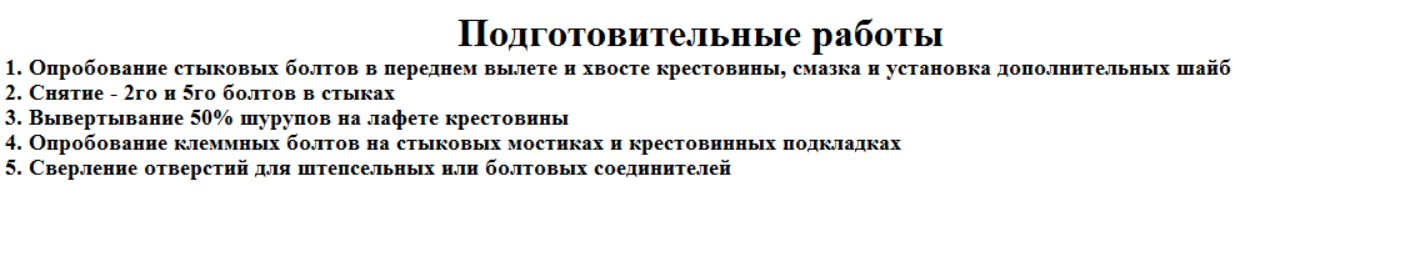 Подготовительные работы
1. Опробование стыковых болтов в переднем вылете и хвосте крестовины, смазка и установка дополнительных шайб
2. Снятие - 2го и 5го болтов в стыках
3. Вывертывание 50% шурупов на лафете крестовины
4. Опробование клеммных болтов на стыковых мостиках и крестовинных подкладках
5. Сверление отверстий для штепсельных или болтовых соединителей